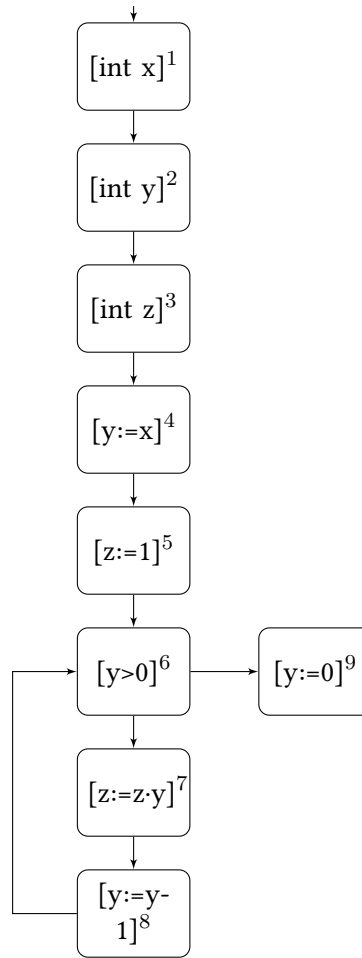 [int x]¹
[int y]²
[int z]³
[y:=x]⁴
[z:=1]⁵
[y>0]⁶
[y:=0]⁹
[z:=z·y]⁷
[y:=y-
1]⁸